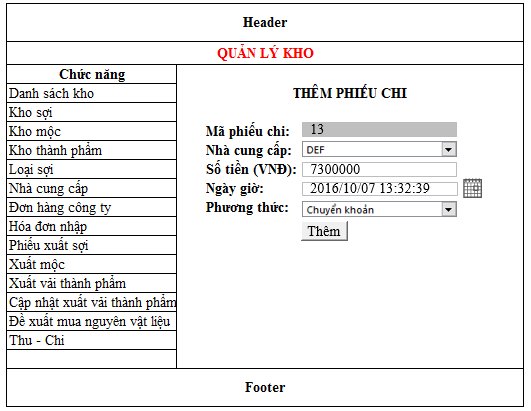 Header
QUẢN LÝ KHO
Chức năng
Danh sách kho
Kho sợi
Kho mộc
Kho thành phẩm
Loại sợi
Nhà cung cấp
Đơn hàng công ty
Hóa đơn nhập
Phiếu xuất sợi
Xuất mộc
Xuất vải thành phẩm
Cập nhật xuất vải thành phẩm
Đề xuất mua nguyên vật liệu
Thu - Chi
THÊM PHIẾU CHI
Mã phiếu chi: 13
Nhà cung cấp: DEF
Số tiền (VNĐ): 7300000
Ngày giờ: 2016/10/07 13:32:39
Phương thức: Chuyển khoản
Thêm
Footer